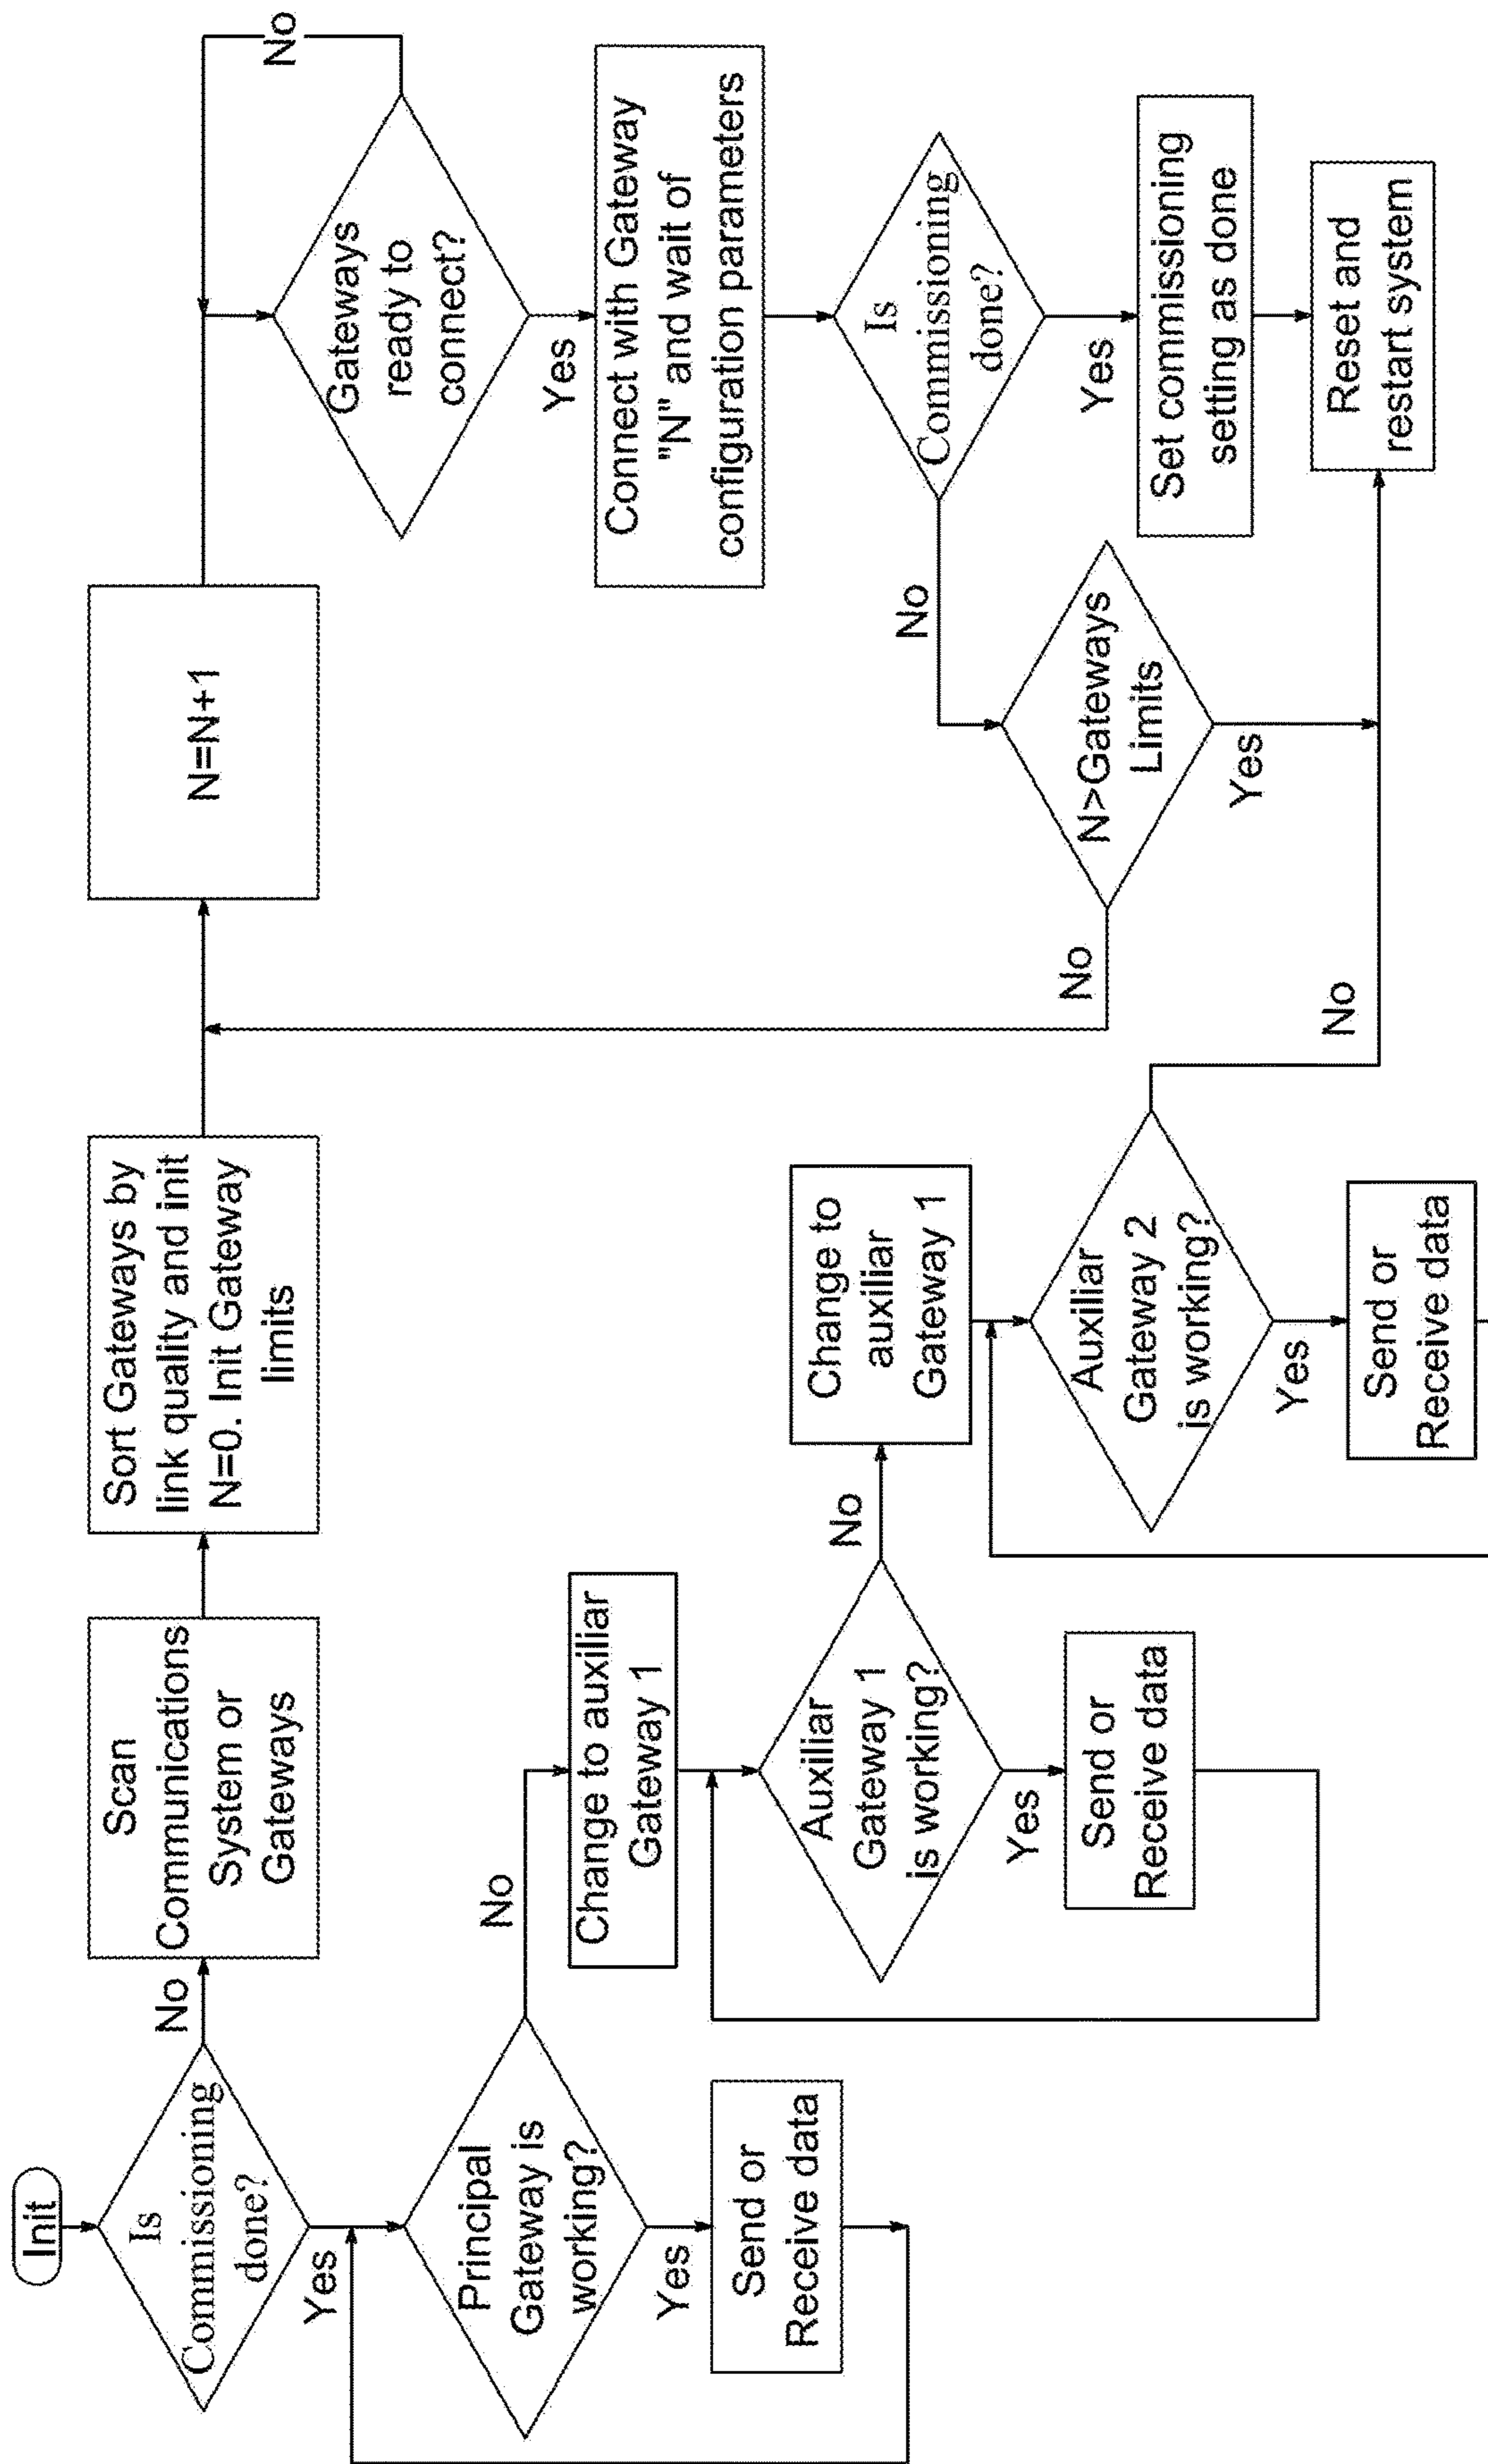 Init
Is
Commissioning
done?
No
Yes
Scan
Communications
System or
Gateways
Sort Gateways by
link quality and init
N=0. Init Gateway
limits
N=N+1
No
Gateways
ready to
connect?
Yes
Connect with Gateway
"N" and wait of
configuration parameters
Is
Commissioning
done?
No
Yes
N>Gateways
Limits
No
Yes
Set commissioning
setting as done
Reset and
restart system
Principal
Gateway is
working?
No
Yes
Send or
Receive data
Change to auxiliar
Gateway 1
Auxiliar
Gateway 1
is working?
No
Yes
Send or
Receive data
Change to
auxiliar
Gateway 1
Auxiliar
Gateway 2
is working?
No
Yes
Send or
Receive data